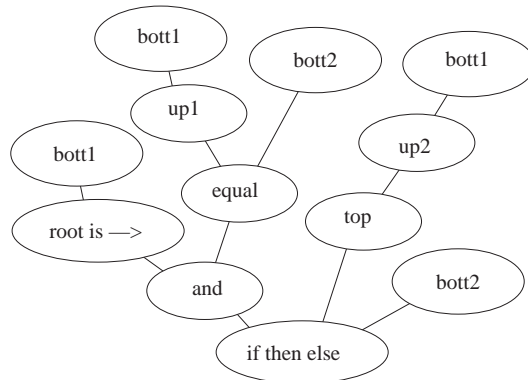 bott1
bott2
bott1
up1
up2
bott1
equal
top
root is —>
and
bott2
if then else